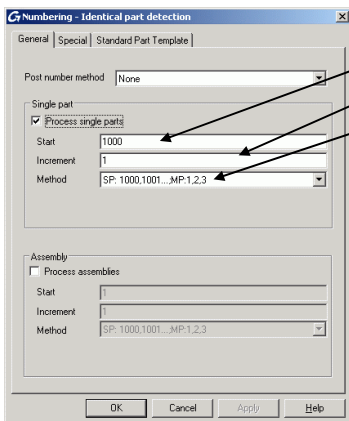 Numbering - Identical part detection
General Special Standard Part Template
Post number method None
Single part
Process single parts
Start 1000
Increment 1
Method SP: 1000,1001...;MP:1,2,3
Assembly
Process assemblies
Start 1
Increment 1
Method SP: 1000,1001...;MP:1,2,3
OK Cancel Apply Help